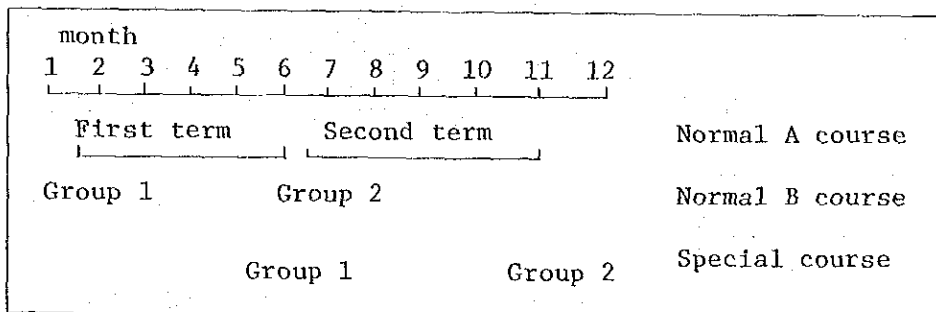 month
1 2 3 4 5 6 7 8 9 10 11 12
First term Second term Normal A course
Group 1 Group 2 Normal B course
Group 1 Group 2 Special course